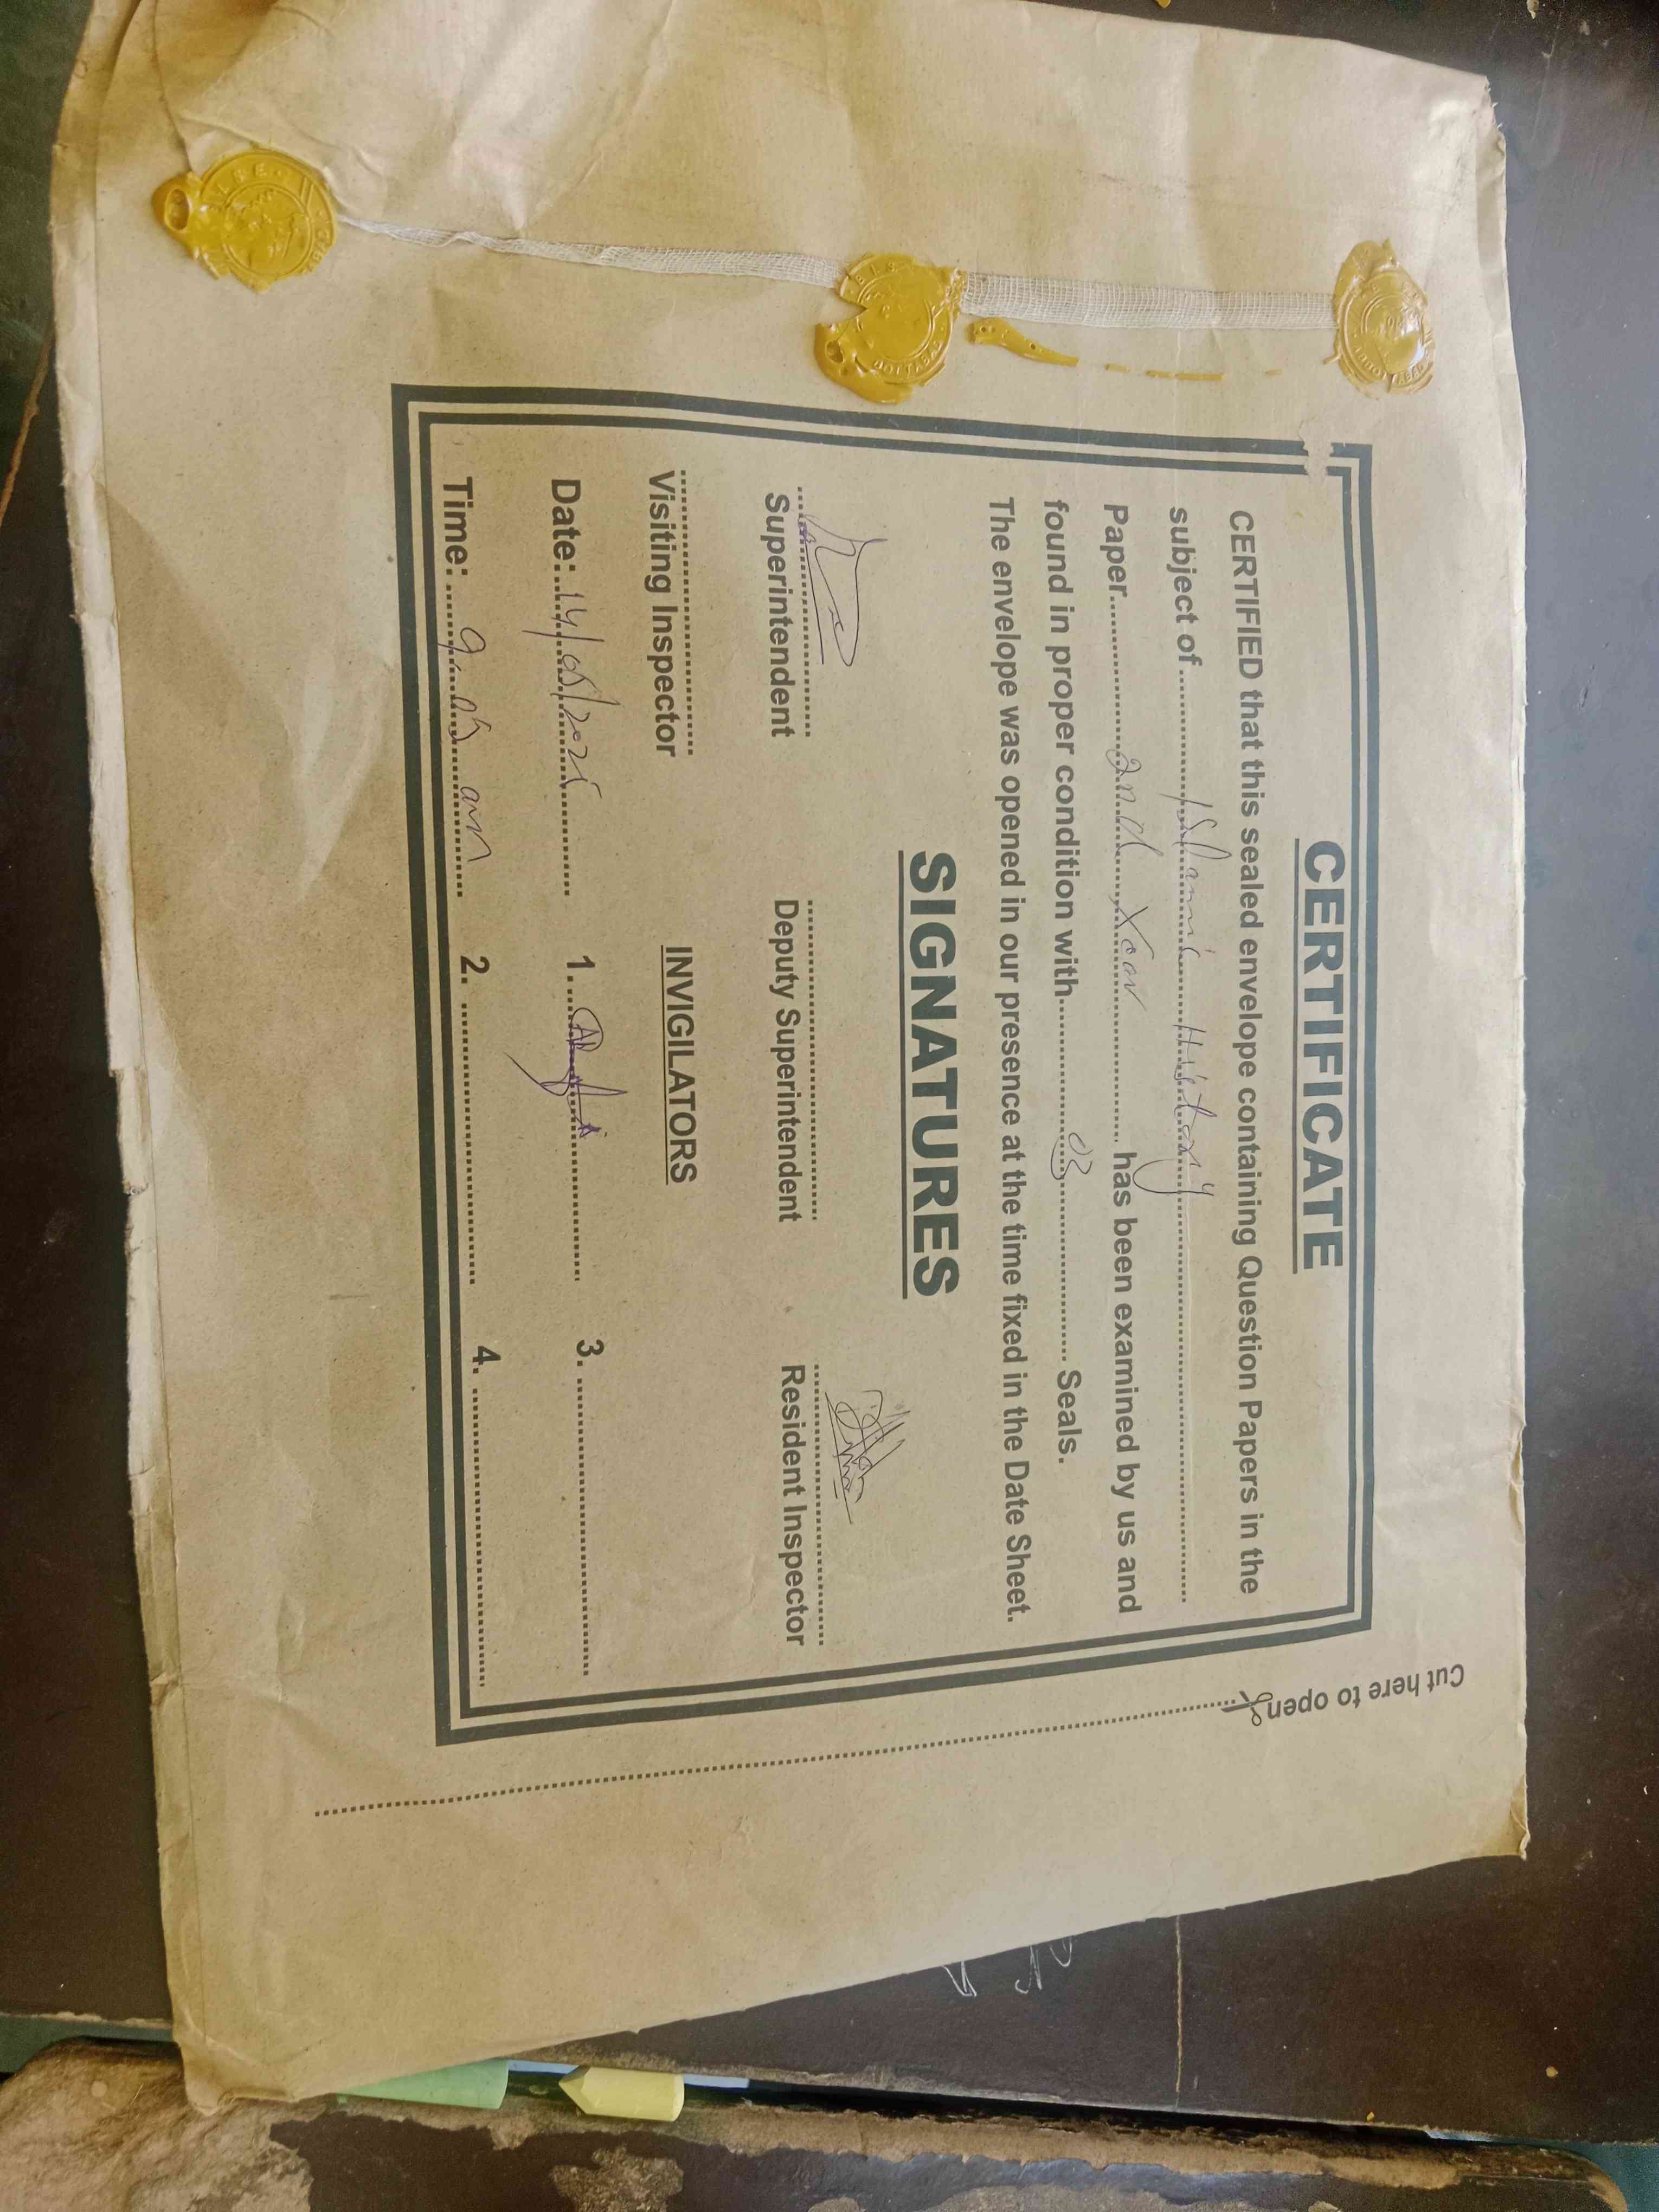 CERTIFICATE
CERTIFIED that this sealed envelope containing Question Papers in the
subject of Islamic History
Paper 2nd Year has been examined by us and
found in proper condition with 03 Seals.
The envelope was opened in our presence at the time fixed in the Date Sheet.
SIGNATURES
Superintendent Deputy Superintendent Resident Inspector
Visiting Inspector INVIGILATORS
Date: 14/05/2025 1. 3.
Time: 9:05 am 2. 4.
Cut here to open